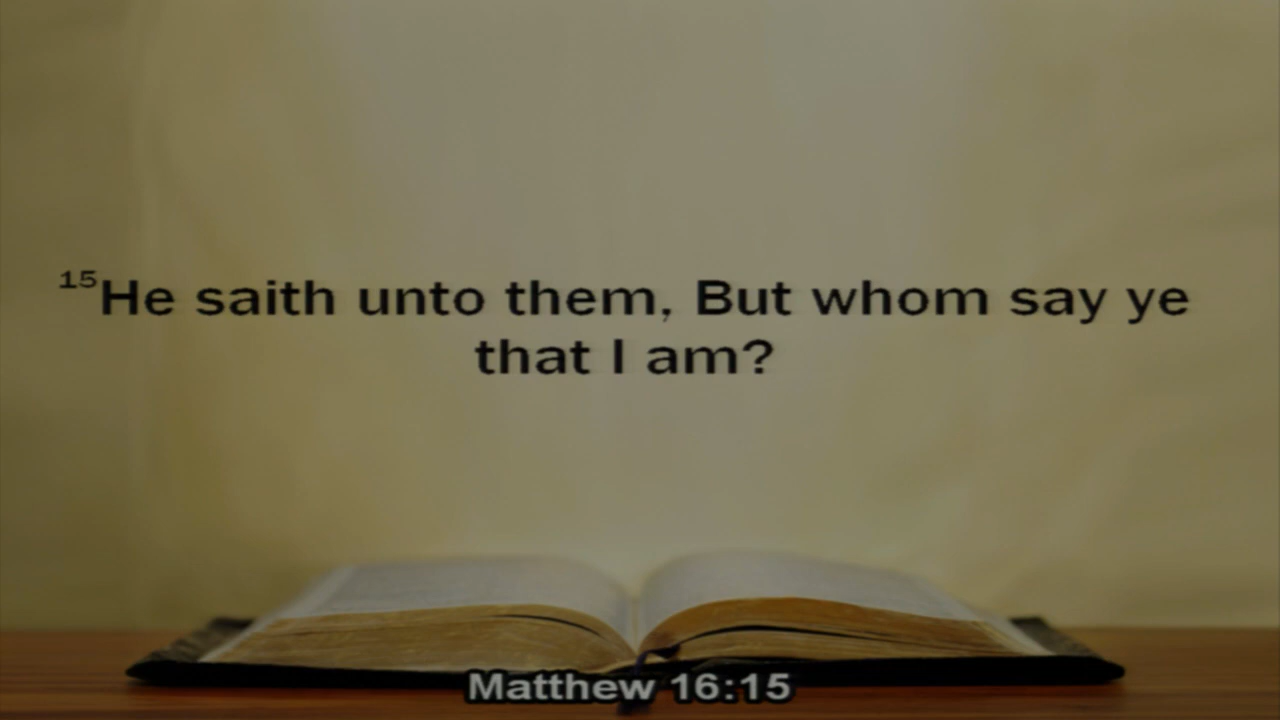 15He saith unto them, But whom say ye
that I am?
Matthew 16:15